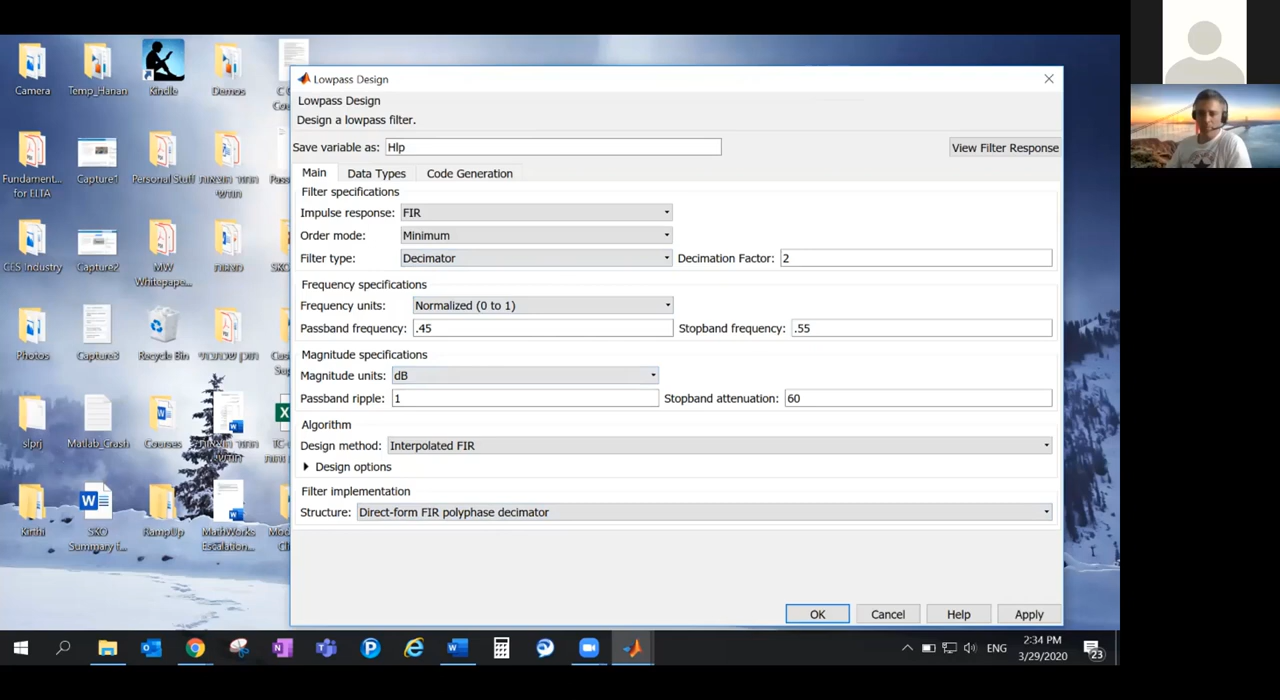 Lowpass Design
Lowpass Design
Design a lowpass filter.
Save variable as: Hlp
View Filter Response
Main Data Types Code Generation
Filter specifications
Impulse response: FIR
Order mode: Minimum
Filter type: Decimator Decimation Factor: 2
Frequency specifications
Frequency units: Normalized (0 to 1)
Passband frequency: .45 Stopband frequency: .55
Magnitude specifications
Magnitude units: dB
Passband ripple: 1 Stopband attenuation: 60
Algorithm
Design method: Interpolated FIR
Design options
Filter implementation
Structure: Direct-form FIR polyphase decimator
OK Cancel Help Apply
Camera Temp_Hanan Kindle Demos
Fundament... for ELTA Capture1 Personal Stuff
CES_Industry Capture2 MW Whitepape...
Photos Capture3 Recycle Bin
slprj Matlab_Crash Courses
Kirthi SKO Summary i... RampUp MathWorks Escalation...
ENG
2:34 PM
3/29/2020
23